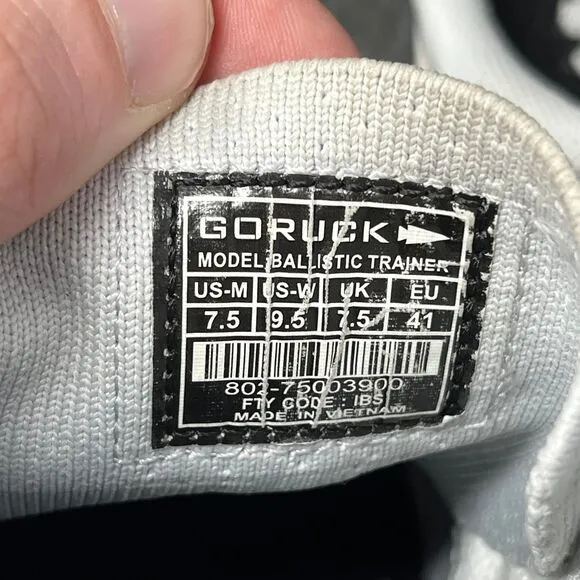 GORUCK
MODEL:BALLISTIC TRAINER
US-M US-W UK EU
7.5 9.5 7.5 41
802-75003900
FTY CODE : IBS
MADE IN VIETNAM